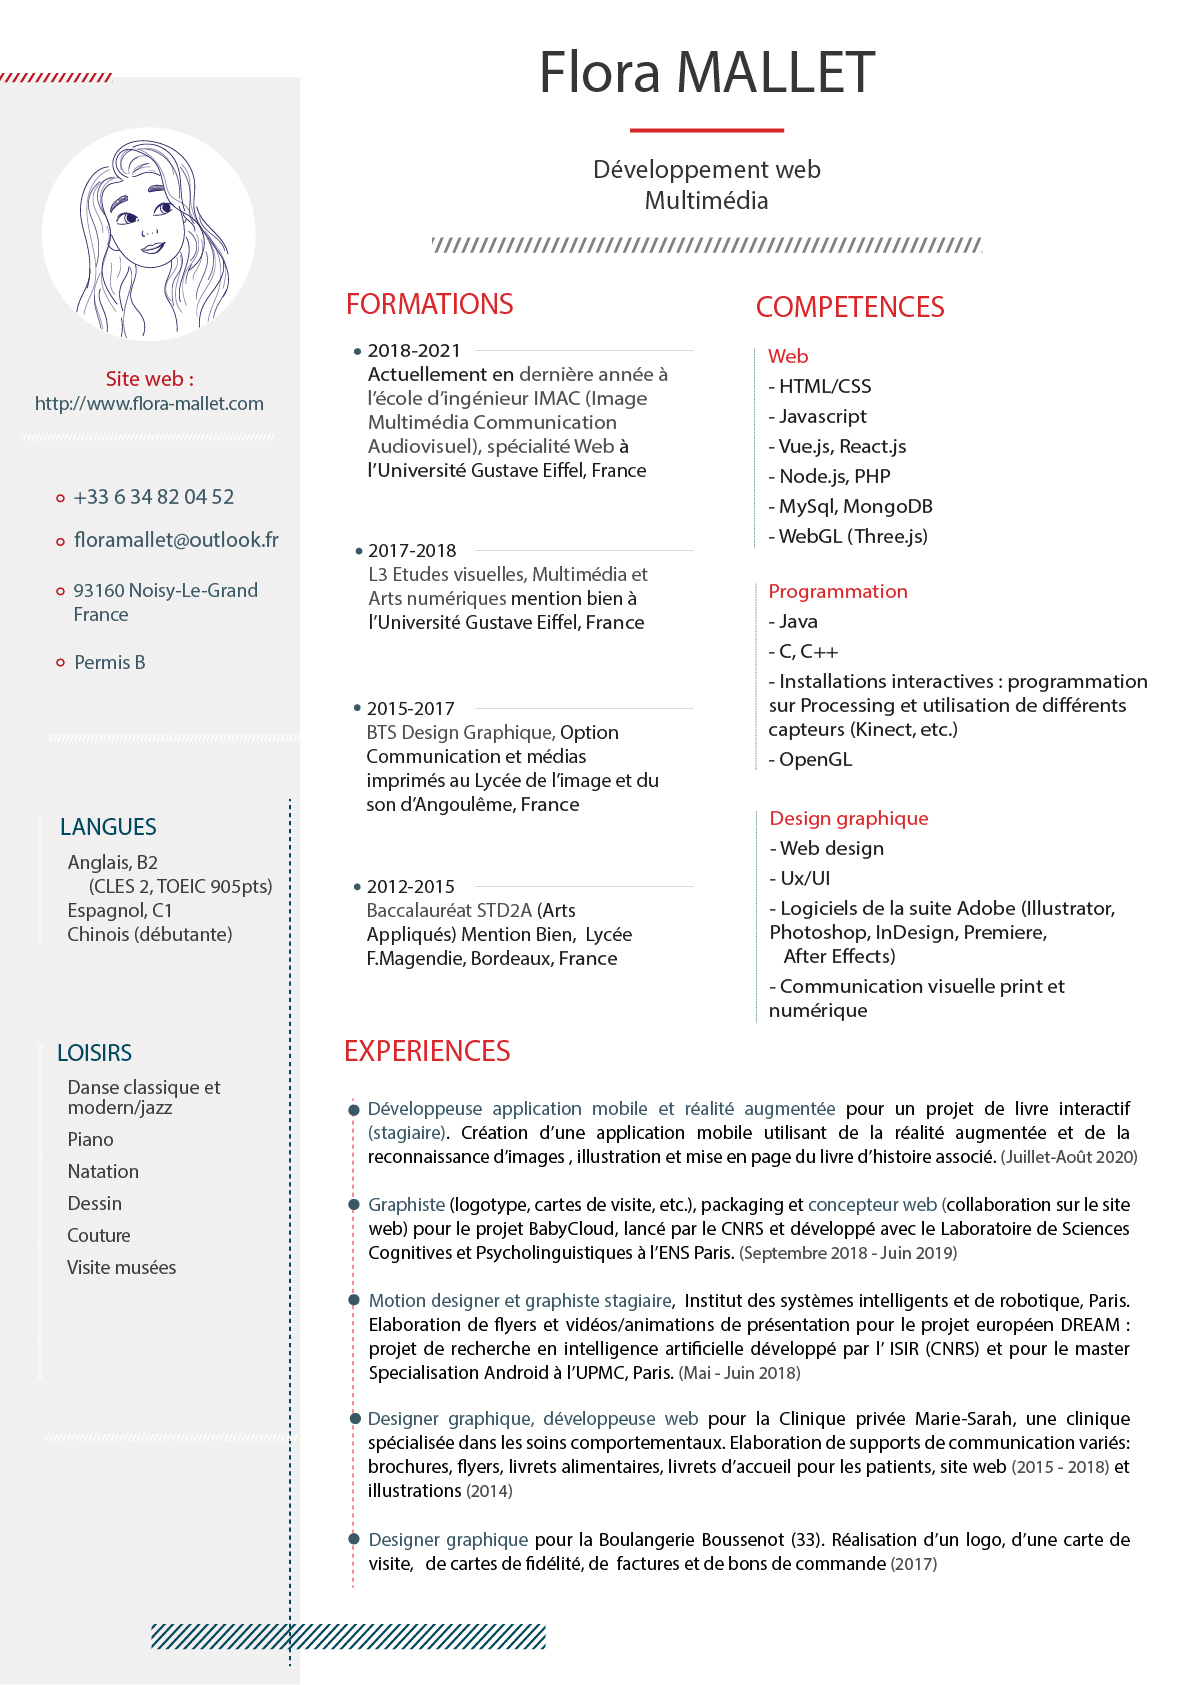 Flora MALLET
Développement web
Multimédia
Site web :
http://www.flora-mallet.com
+33 6 34 82 04 52
floramallet@outlook.fr
93160 Noisy-Le-Grand
France
Permis B
LANGUES
Anglais, B2
(CLES 2, TOEIC 905pts)
Espagnol, C1
Chinois (débutante)
LOISIRS
Danse classique et
modern/jazz
Piano
Natation
Dessin
Couture
Visite musées
FORMATIONS
2018-2021
Actuellement en dernière année à
l’école d’ingénieur IMAC (Image
Multimédia Communication
Audiovisuel), spécialité Web à
l’Université Gustave Eiffel, France
2017-2018
L3 Etudes visuelles, Multimédia et
Arts numériques mention bien à
l’Université Gustave Eiffel, France
2015-2017
BTS Design Graphique, Option
Communication et médias
imprimés au Lycée de l’image et du
son d’Angoulême, France
2012-2015
Baccalauréat STD2A (Arts
Appliqués) Mention Bien, Lycée
F.Magendie, Bordeaux, France
COMPETENCES
Web
- HTML/CSS
- Javascript
- Vue.js, React.js
- Node.js, PHP
- MySql, MongoDB
- WebGL (Three.js)
Programmation
- Java
- C, C++
- Installations interactives : programmation
sur Processing et utilisation de différents
capteurs (Kinect, etc.)
- OpenGL
Design graphique
- Web design
- Ux/UI
- Logiciels de la suite Adobe (Illustrator,
Photoshop, InDesign, Premiere,
After Effects)
- Communication visuelle print et
numérique
EXPERIENCES
Développeuse application mobile et réalité augmentée pour un projet de livre interactif
(stagiaire). Création d’une application mobile utilisant de la réalité augmentée et de la
reconnaissance d’images , illustration et mise en page du livre d’histoire associé. (Juillet-Août 2020)
Graphiste (logotype, cartes de visite, etc.), packaging et concepteur web (collaboration sur le site
web) pour le projet BabyCloud, lancé par le CNRS et développé avec le Laboratoire de Sciences
Cognitives et Psycholinguistiques à l’ENS Paris. (Septembre 2018 - Juin 2019)
Motion designer et graphiste stagiaire, Institut des systèmes intelligents et de robotique, Paris.
Elaboration de flyers et vidéos/animations de présentation pour le projet européen DREAM :
projet de recherche en intelligence artificielle développé par l’ ISIR (CNRS) et pour le master
Specialisation Android à l’UPMC, Paris. (Mai - Juin 2018)
Designer graphique, développeuse web pour la Clinique privée Marie-Sarah, une clinique
spécialisée dans les soins comportementaux. Elaboration de supports de communication variés:
brochures, flyers, livrets alimentaires, livrets d’accueil pour les patients, site web (2015 - 2018) et
illustrations (2014)
Designer graphique pour la Boulangerie Boussenot (33). Réalisation d’un logo, d’une carte de
visite, de cartes de fidélité, de factures et de bons de commande (2017)